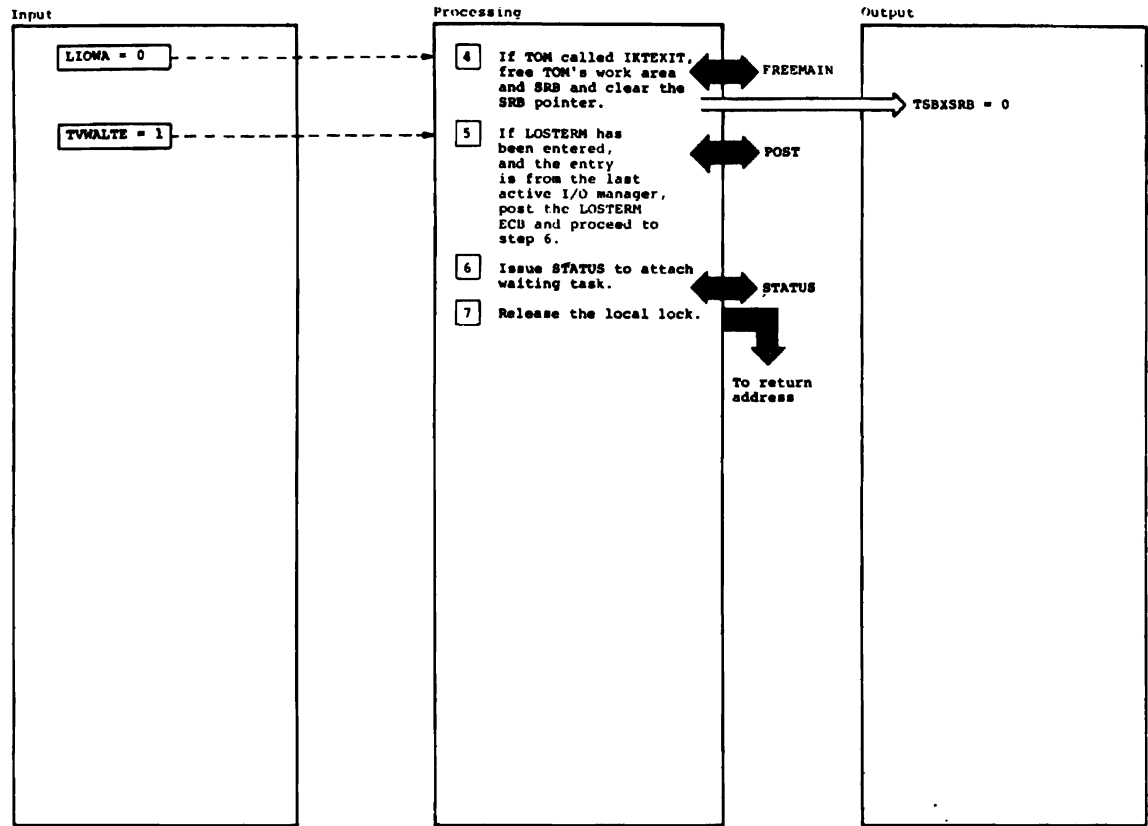 Input
Processing
Output
LIOWA = 0
4 If TOM called IKTEXIT,
free TOM's work area
and SRB and clear the
SRB pointer.
FREEMAIN
TSBXSRB = 0
TVWALTE = 1
5 If LOSTERM has
been entered,
and the entry
is from the last
active I/O manager,
post the LOSTERM
ECB and proceed to
step 6.
POST
6 Issue STATUS to attach
waiting task.
STATUS
7 Release the local lock.
To return
address